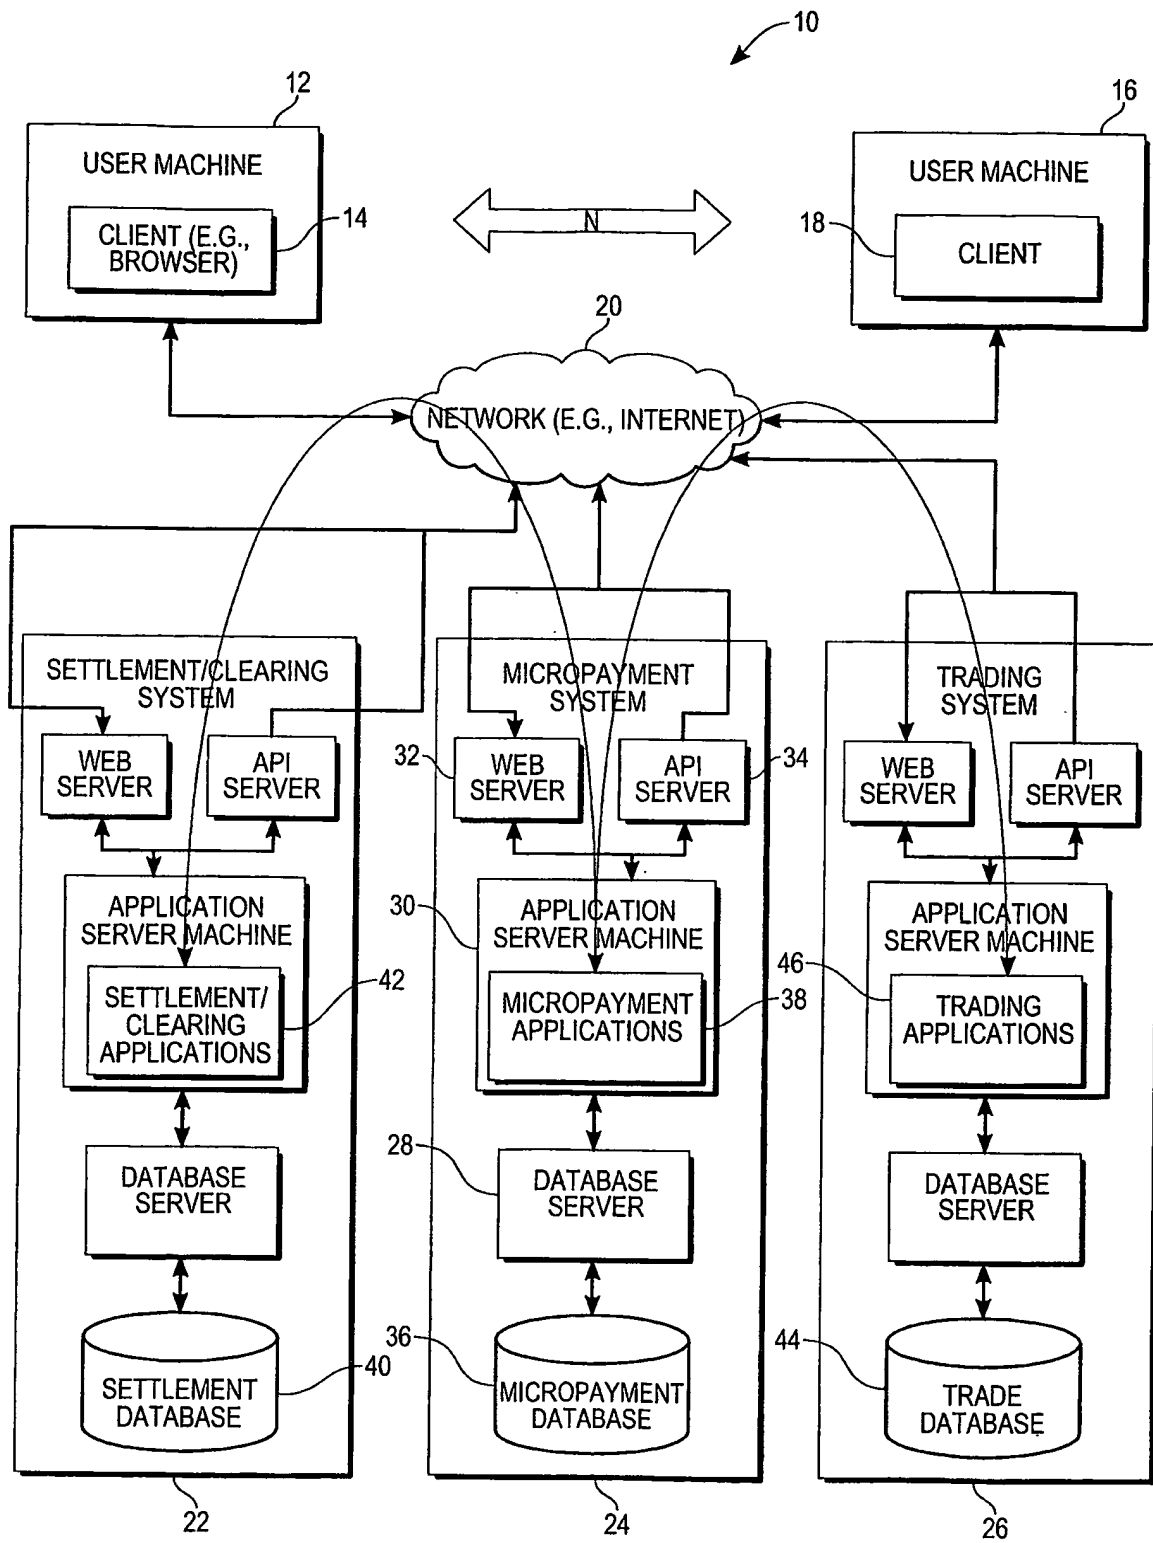 10
12
16
USER MACHINE
CLIENT (E.G.,
BROWSER)
14
N
USER MACHINE
18
CLIENT
20
NETWORK (E.G., INTERNET)
SETTLEMENT/CLEARING
SYSTEM
WEB
SERVER
API
SERVER
APPLICATION
SERVER MACHINE
SETTLEMENT/
CLEARING
APPLICATIONS
42
DATABASE
SERVER
SETTLEMENT
DATABASE
40
22
MICROPAYMENT
SYSTEM
32
WEB
SERVER
API
SERVER
34
30
APPLICATION
SERVER MACHINE
MICROPAYMENT
APPLICATIONS
38
28
DATABASE
SERVER
36
MICROPAYMENT
DATABASE
24
TRADING
SYSTEM
WEB
SERVER
API
SERVER
APPLICATION
SERVER MACHINE
46
TRADING
APPLICATIONS
DATABASE
SERVER
44
TRADE
DATABASE
26